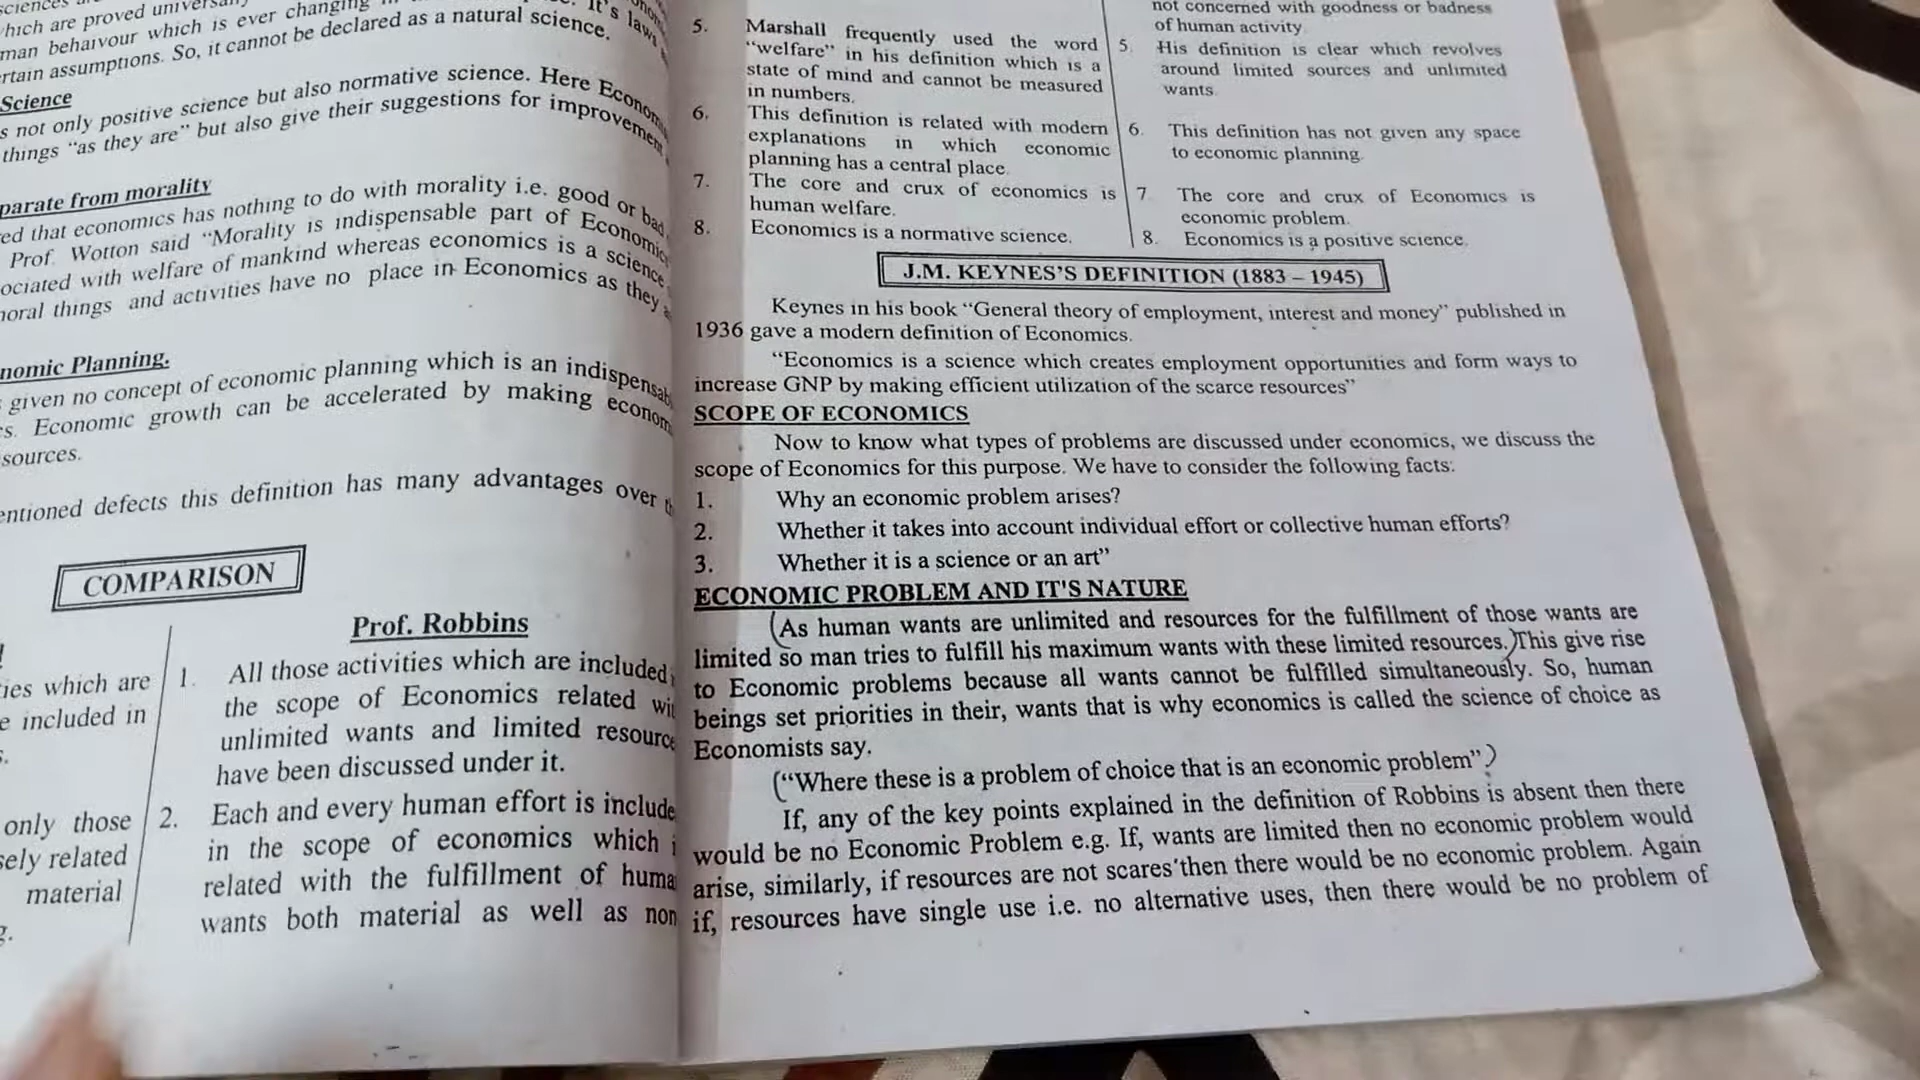 which are proved
man behaivour which is ever changing in
rtain assumptions. So, it cannot be declared as a natural science.
It's laws
Science
s not only positive science but also normative science. Here
things "as they are" but also give their suggestions for
parate from morality
ed that economics has nothing to do with morality i.e. good or bad.
Prof. Wotton said "Morality is indispensable part of
ociated with welfare of mankind whereas economics is a science
moral things and activities have no place in Economics as they
nomic Planning.
given no concept of economic planning which is an
s. Economic growth can be accelerated by making
sources.
entioned defects this definition has many advantages over
COMPARISON
Prof. Robbins
ies which are
e included in
only those
sely related
material
g.
1. All those activities which are included
the scope of Economics related
unlimited wants and limited
have been discussed under it.
2. Each and every human effort is include
in the scope of economics which
related with the fulfillment of huma
wants both material as well as non
5. Marshall frequently used the word
"welfare" in his definition which is a
state of mind and cannot be measured
in numbers.
6. This definition is related with modern
explanations in which economic
planning has a central place.
7. The core and crux of economics is
human welfare.
8. Economics is a normative science.
not concerned with goodness or badness
of human activity
5. His definition is clear which revolves
around limited sources and unlimited
wants.
6. This definition has not given any space
to economic planning.
7 The core and crux of Economics is
economic problem.
8. Economics is a positive science.
J.M. KEYNES'S DEFINITION (1883 – 1945)
Keynes in his book "General theory of employment, interest and money" published in
1936 gave a modern definition of Economics.
"Economics is a science which creates employment opportunities and form ways to
increase GNP by making efficient utilization of the scarce resources"
SCOPE OF ECONOMICS
Now to know what types of problems are discussed under economics, we discuss the
scope of Economics for this purpose. We have to consider the following facts:
1. Why an economic problem arises?
2. Whether it takes into account individual effort or collective human efforts?
3. Whether it is a science or an art"
ECONOMIC PROBLEM AND IT'S NATURE
(As human wants are unlimited and resources for the fulfillment of those wants are
limited so man tries to fulfill his maximum wants with these limited resources.) This give rise
to Economic problems because all wants cannot be fulfilled simultaneously. So, human
beings set priorities in their, wants that is why economics is called the science of choice as
Economists say.
("Where these is a problem of choice that is an economic problem")
If, any of the key points explained in the definition of Robbins is absent then there
would be no Economic Problem e.g. If, wants are limited then no economic problem would
arise, similarly, if resources are not scares then there would be no economic problem. Again
if, resources have single use i.e. no alternative uses, then there would be no problem of